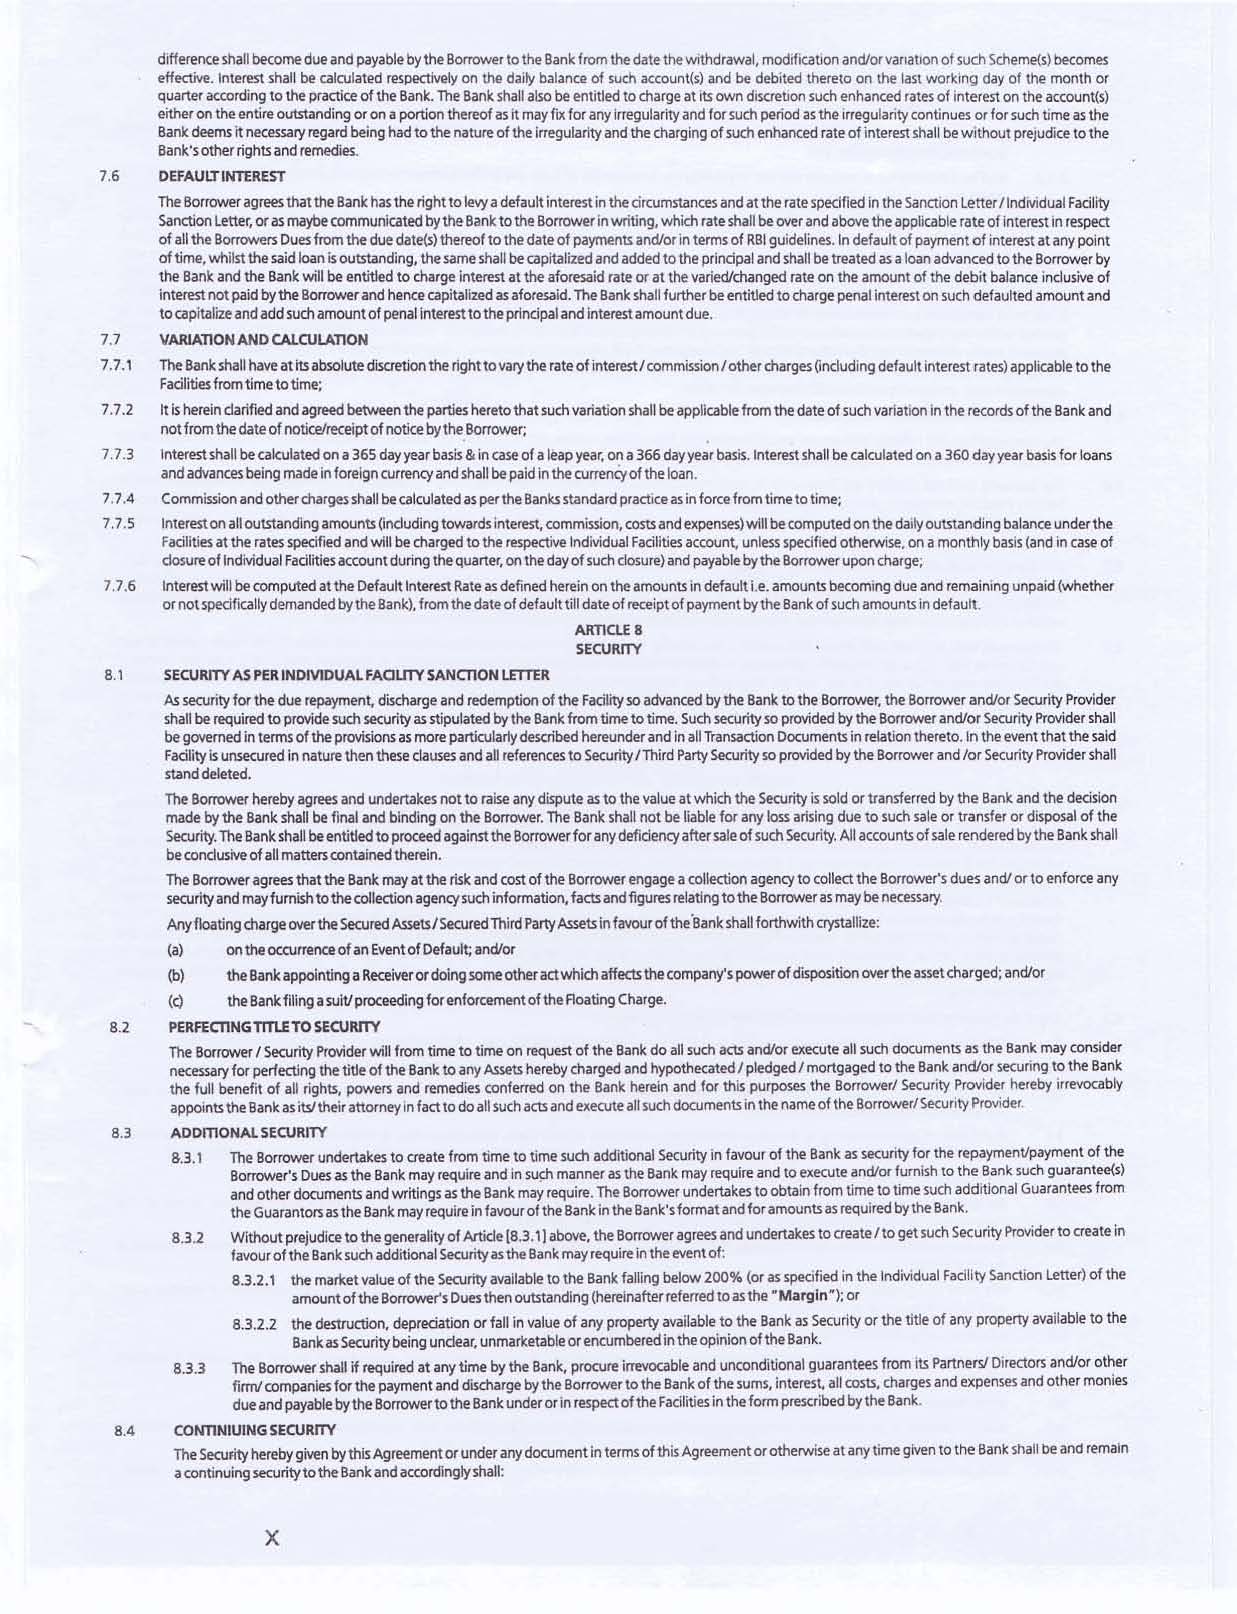 difference shall become due and payable by the Borrower to the Bank from the date the withdrawal, modification and/or variation of such Scheme(s) becomes
effective. Interest shall be calculated respectively on the daily balance of such account(s) and be debited thereto on the last working day of the month or
quarter according to the practice of the Bank. The Bank shall also be entitled to charge at its own discretion such enhanced rates of interest on the account(s)
either on the entire outstanding or on a portion thereof as it may fix for any irregularity and for such period as the irregularity continues or for such time as the
Bank deems it necessary regard being had to the nature of the irregularity and the charging of such enhanced rate of interest shall be without prejudice to the
Bank's other rights and remedies.
7.6 DEFAULT INTEREST
The Borrower agrees that the Bank has the right to levy a default interest in the circumstances and at the rate specified in the Sanction Letter / Individual Facility
Sanction Letter, or as maybe communicated by the Bank to the Borrower in writing, which rate shall be over and above the applicable rate of interest in respect
of all the Borrowers Dues from the due date(s) thereof to the date of payments and/or in terms of RBI guidelines. In default of payment of interest at any point
of time, whilst the said loan is outstanding, the same shall be capitalized and added to the principal and shall be treated as a loan advanced to the Borrower by
the Bank and the Bank will be entitled to charge interest at the aforesaid rate or at the varied/changed rate on the amount of the debit balance inclusive of
interest not paid by the Borrower and hence capitalized as aforesaid. The Bank shall further be entitled to charge penal interest on such defaulted amount and
to capitalize and add such amount of penal interest to the principal and interest amount due.
7.7 VARIATION AND CALCULATION
7.7.1 The Bank shall have at its absolute discretion the right to vary the rate of interest / commission / other charges (including default interest rates) applicable to the
Facilities from time to time;
7.7.2 It is herein clarified and agreed between the parties hereto that such variation shall be applicable from the date of such variation in the records of the Bank and
not from the date of notice/receipt of notice by the Borrower;
7.7.3 Interest shall be calculated on a 365 day year basis & in case of a leap year, on a 366 day year basis. Interest shall be calculated on a 360 day year basis for loans
and advances being made in foreign currency and shall be paid in the currency of the loan.
7.7.4 Commission and other charges shall be calculated as per the Banks standard practice as in force from time to time;
7.7.5 Interest on all outstanding amounts (including towards interest, commission, costs and expenses) will be computed on the daily outstanding balance under the
Facilities at the rates specified and will be charged to the respective Individual Facilities account, unless specified otherwise, on a monthly basis (and in case of
closure of Individual Facilities account during the quarter, on the day of such closure) and payable by the Borrower upon charge;
7.7.6 Interest will be computed at the Default Interest Rate as defined herein on the amounts in default i.e. amounts becoming due and remaining unpaid (whether
or not specifically demanded by the Bank), from the date of default till date of receipt of payment by the Bank of such amounts in default.
ARTICLE 8
SECURITY
8.1 SECURITY AS PER INDIVIDUAL FACILITY SANCTION LETTER
As security for the due repayment, discharge and redemption of the Facility so advanced by the Bank to the Borrower, the Borrower and/or Security Provider
shall be required to provide such security as stipulated by the Bank from time to time. Such security so provided by the Borrower and/or Security Provider shall
be governed in terms of the provisions as more particularly described hereunder and in all Transaction Documents in relation thereto. In the event that the said
Facility is unsecured in nature then these clauses and all references to Security / Third Party Security so provided by the Borrower and /or Security Provider shall
stand deleted.
The Borrower hereby agrees and undertakes not to raise any dispute as to the value at which the Security is sold or transferred by the Bank and the decision
made by the Bank shall be final and binding on the Borrower. The Bank shall not be liable for any loss arising due to such sale or transfer or disposal of the
Security. The Bank shall be entitled to proceed against the Borrower for any deficiency after sale of such Security. All accounts of sale rendered by the Bank shall
be conclusive of all matters contained therein.
The Borrower agrees that the Bank may at the risk and cost of the Borrower engage a collection agency to collect the Borrower's dues and/ or to enforce any
security and may furnish to the collection agency such information, facts and figures relating to the Borrower as may be necessary.
Any floating charge over the Secured Assets / Secured Third Party Assets in favour of the Bank shall forthwith crystallize:
(a) on the occurrence of an Event of Default; and/or
(b) the Bank appointing a Receiver or doing some other act which affects the company's power of disposition over the asset charged; and/or
(c) the Bank filing a suit/ proceeding for enforcement of the Floating Charge.
8.2 PERFECTING TITLE TO SECURITY
The Borrower / Security Provider will from time to time on request of the Bank do all such acts and/or execute all such documents as the Bank may consider
necessary for perfecting the title of the Bank to any Assets hereby charged and hypothecated / pledged / mortgaged to the Bank and/or securing to the Bank
the full benefit of all rights, powers and remedies conferred on the Bank herein and for this purposes the Borrower/ Security Provider hereby irrevocably
appoints the Bank as its/ their attorney in fact to do all such acts and execute all such documents in the name of the Borrower/ Security Provider.
8.3 ADDITIONAL SECURITY
8.3.1 The Borrower undertakes to create from time to time such additional Security in favour of the Bank as security for the repayment/payment of the
Borrower's Dues as the Bank may require and in such manner as the Bank may require and to execute and/or furnish to the Bank such guarantee(s)
and other documents and writings as the Bank may require. The Borrower undertakes to obtain from time to time such additional Guarantees from
the Guarantors as the Bank may require in favour of the Bank in the Bank's format and for amounts as required by the Bank.
8.3.2 Without prejudice to the generality of Article [8.3.1] above, the Borrower agrees and undertakes to create / to get such Security Provider to create in
favour of the Bank such additional Security as the Bank may require in the event of:
8.3.2.1 the market value of the Security available to the Bank falling below 200% (or as specified in the Individual Facility Sanction Letter) of the
amount of the Borrower's Dues then outstanding (hereinafter referred to as the "Margin"); or
8.3.2.2 the destruction, depreciation or fall in value of any property available to the Bank as Security or the title of any property available to the
Bank as Security being unclear, unmarketable or encumbered in the opinion of the Bank.
8.3.3 The Borrower shall if required at any time by the Bank, procure irrevocable and unconditional guarantees from its Partners/ Directors and/or other
firm/ companies for the payment and discharge by the Borrower to the Bank of the sums, interest, all costs, charges and expenses and other monies
due and payable by the Borrower to the Bank under or in respect of the Facilities in the form prescribed by the Bank.
8.4 CONTINIUING SECURITY
The Security hereby given by this Agreement or under any document in terms of this Agreement or otherwise at any time given to the Bank shall be and remain
a continuing security to the Bank and accordingly shall:
X